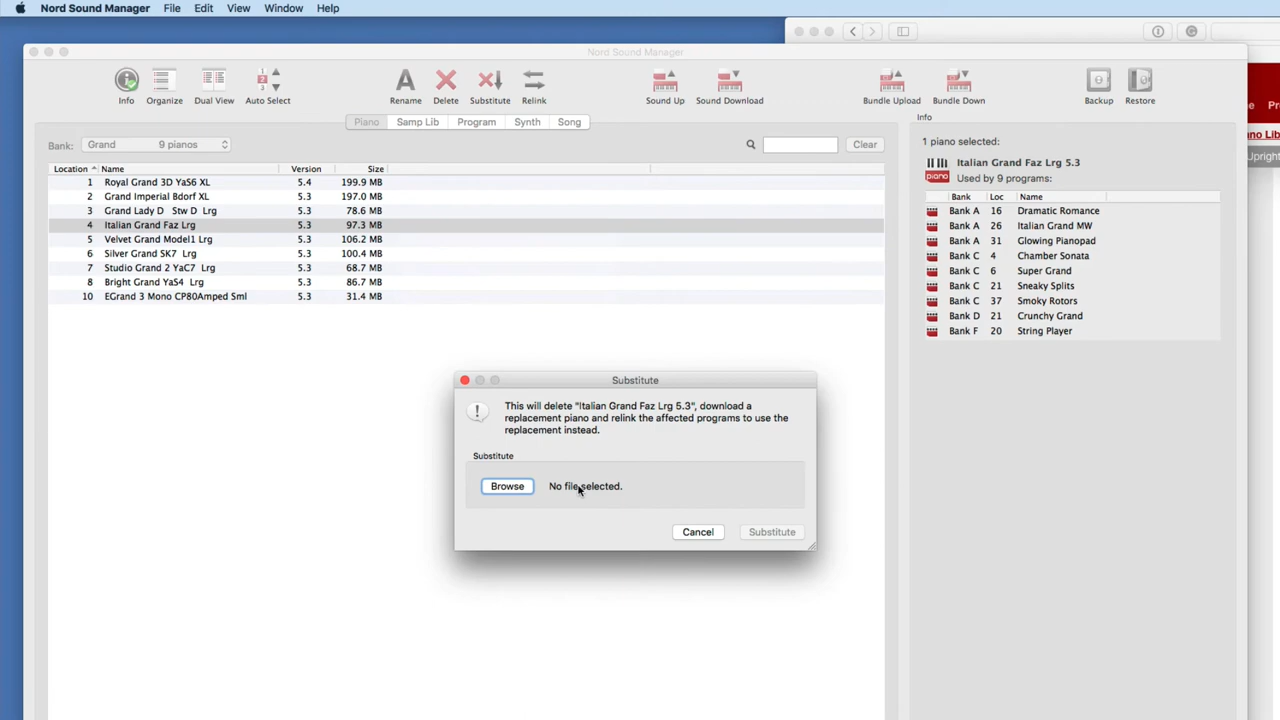 Nord Sound Manager File Edit View Window Help
Nord Sound Manager
Info Organize Dual View Auto Select Rename Delete Substitute Relink Sound Up Sound Download Bundle Upload Bundle Down Backup Restore
Info
Piano Samp Lib Program Synth Song
Bank: Grand 9 pianos Clear
Location Name Version Size
1 Royal Grand 3D YaS6 XL 5.4 199.9 MB
2 Grand Imperial Bdorf XL 5.3 197.0 MB
3 Grand Lady D Stw D Lrg 5.3 78.6 MB
4 Italian Grand Faz Lrg 5.3 97.3 MB
5 Velvet Grand Model1 Lrg 5.3 106.2 MB
6 Silver Grand SK7 Lrg 5.3 100.4 MB
7 Studio Grand 2 YaC7 Lrg 5.3 68.7 MB
8 Bright Grand YaS4 Lrg 5.3 86.7 MB
10 EGrand 3 Mono CP80Amped Sml 5.3 31.4 MB
1 piano selected:
Italian Grand Faz Lrg 5.3
piano Used by 9 programs:
Bank Loc Name
Bank A 16 Dramatic Romance
Bank A 26 Italian Grand MW
Bank A 31 Glowing Pianopad
Bank C 4 Chamber Sonata
Bank C 6 Super Grand
Bank C 21 Sneaky Splits
Bank C 37 Smoky Rotors
Bank D 21 Crunchy Grand
Bank F 20 String Player
Substitute
This will delete "Italian Grand Faz Lrg 5.3", download a
replacement piano and relink the affected programs to use the
replacement instead.
Substitute
Browse No file selected.
Cancel Substitute
e Pr
no Lib
Upright